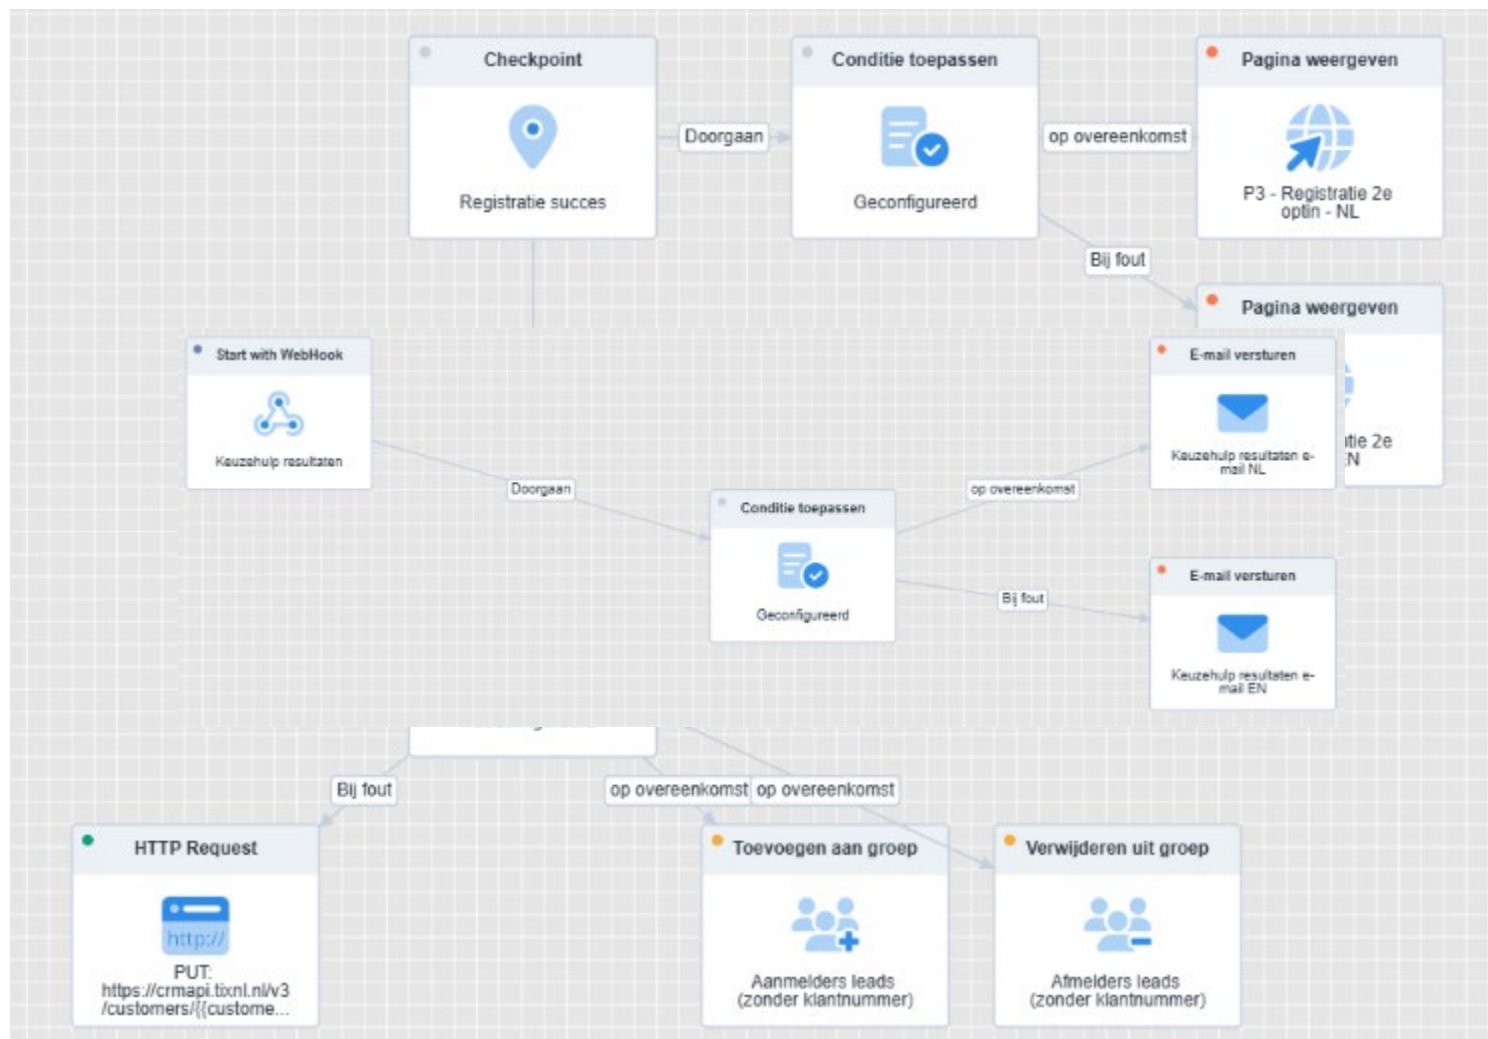 Checkpoint
Conditie toepassen
Pagina weergeven
Doorgaan
op overeenkomst
Registratie succes
Geconfigureerd
P3 - Registratie 2e
optin - NL
Bij fout
Pagina weergeven
Start with WebHook
E-mail versturen
Keuzehulp resultaten
Keuzehulp resultaten e-
mail NL
tie 2e
EN
Doorgaan
op overeenkomst
Conditie toepassen
E-mail versturen
Bij fout
Geconfigureerd
Keuzehulp resultaten e-
mail EN
Bij fout
op overeenkomst
op overeenkomst
HTTP Request
Toevoegen aan groep
Verwijderen uit groep
http://
PUT:
https://crmapi.tixnl.nl/v3
/customers/{{custome...
Aanmelders leads
(zonder klantnummer)
Afmelders leads
(zonder klantnummer)